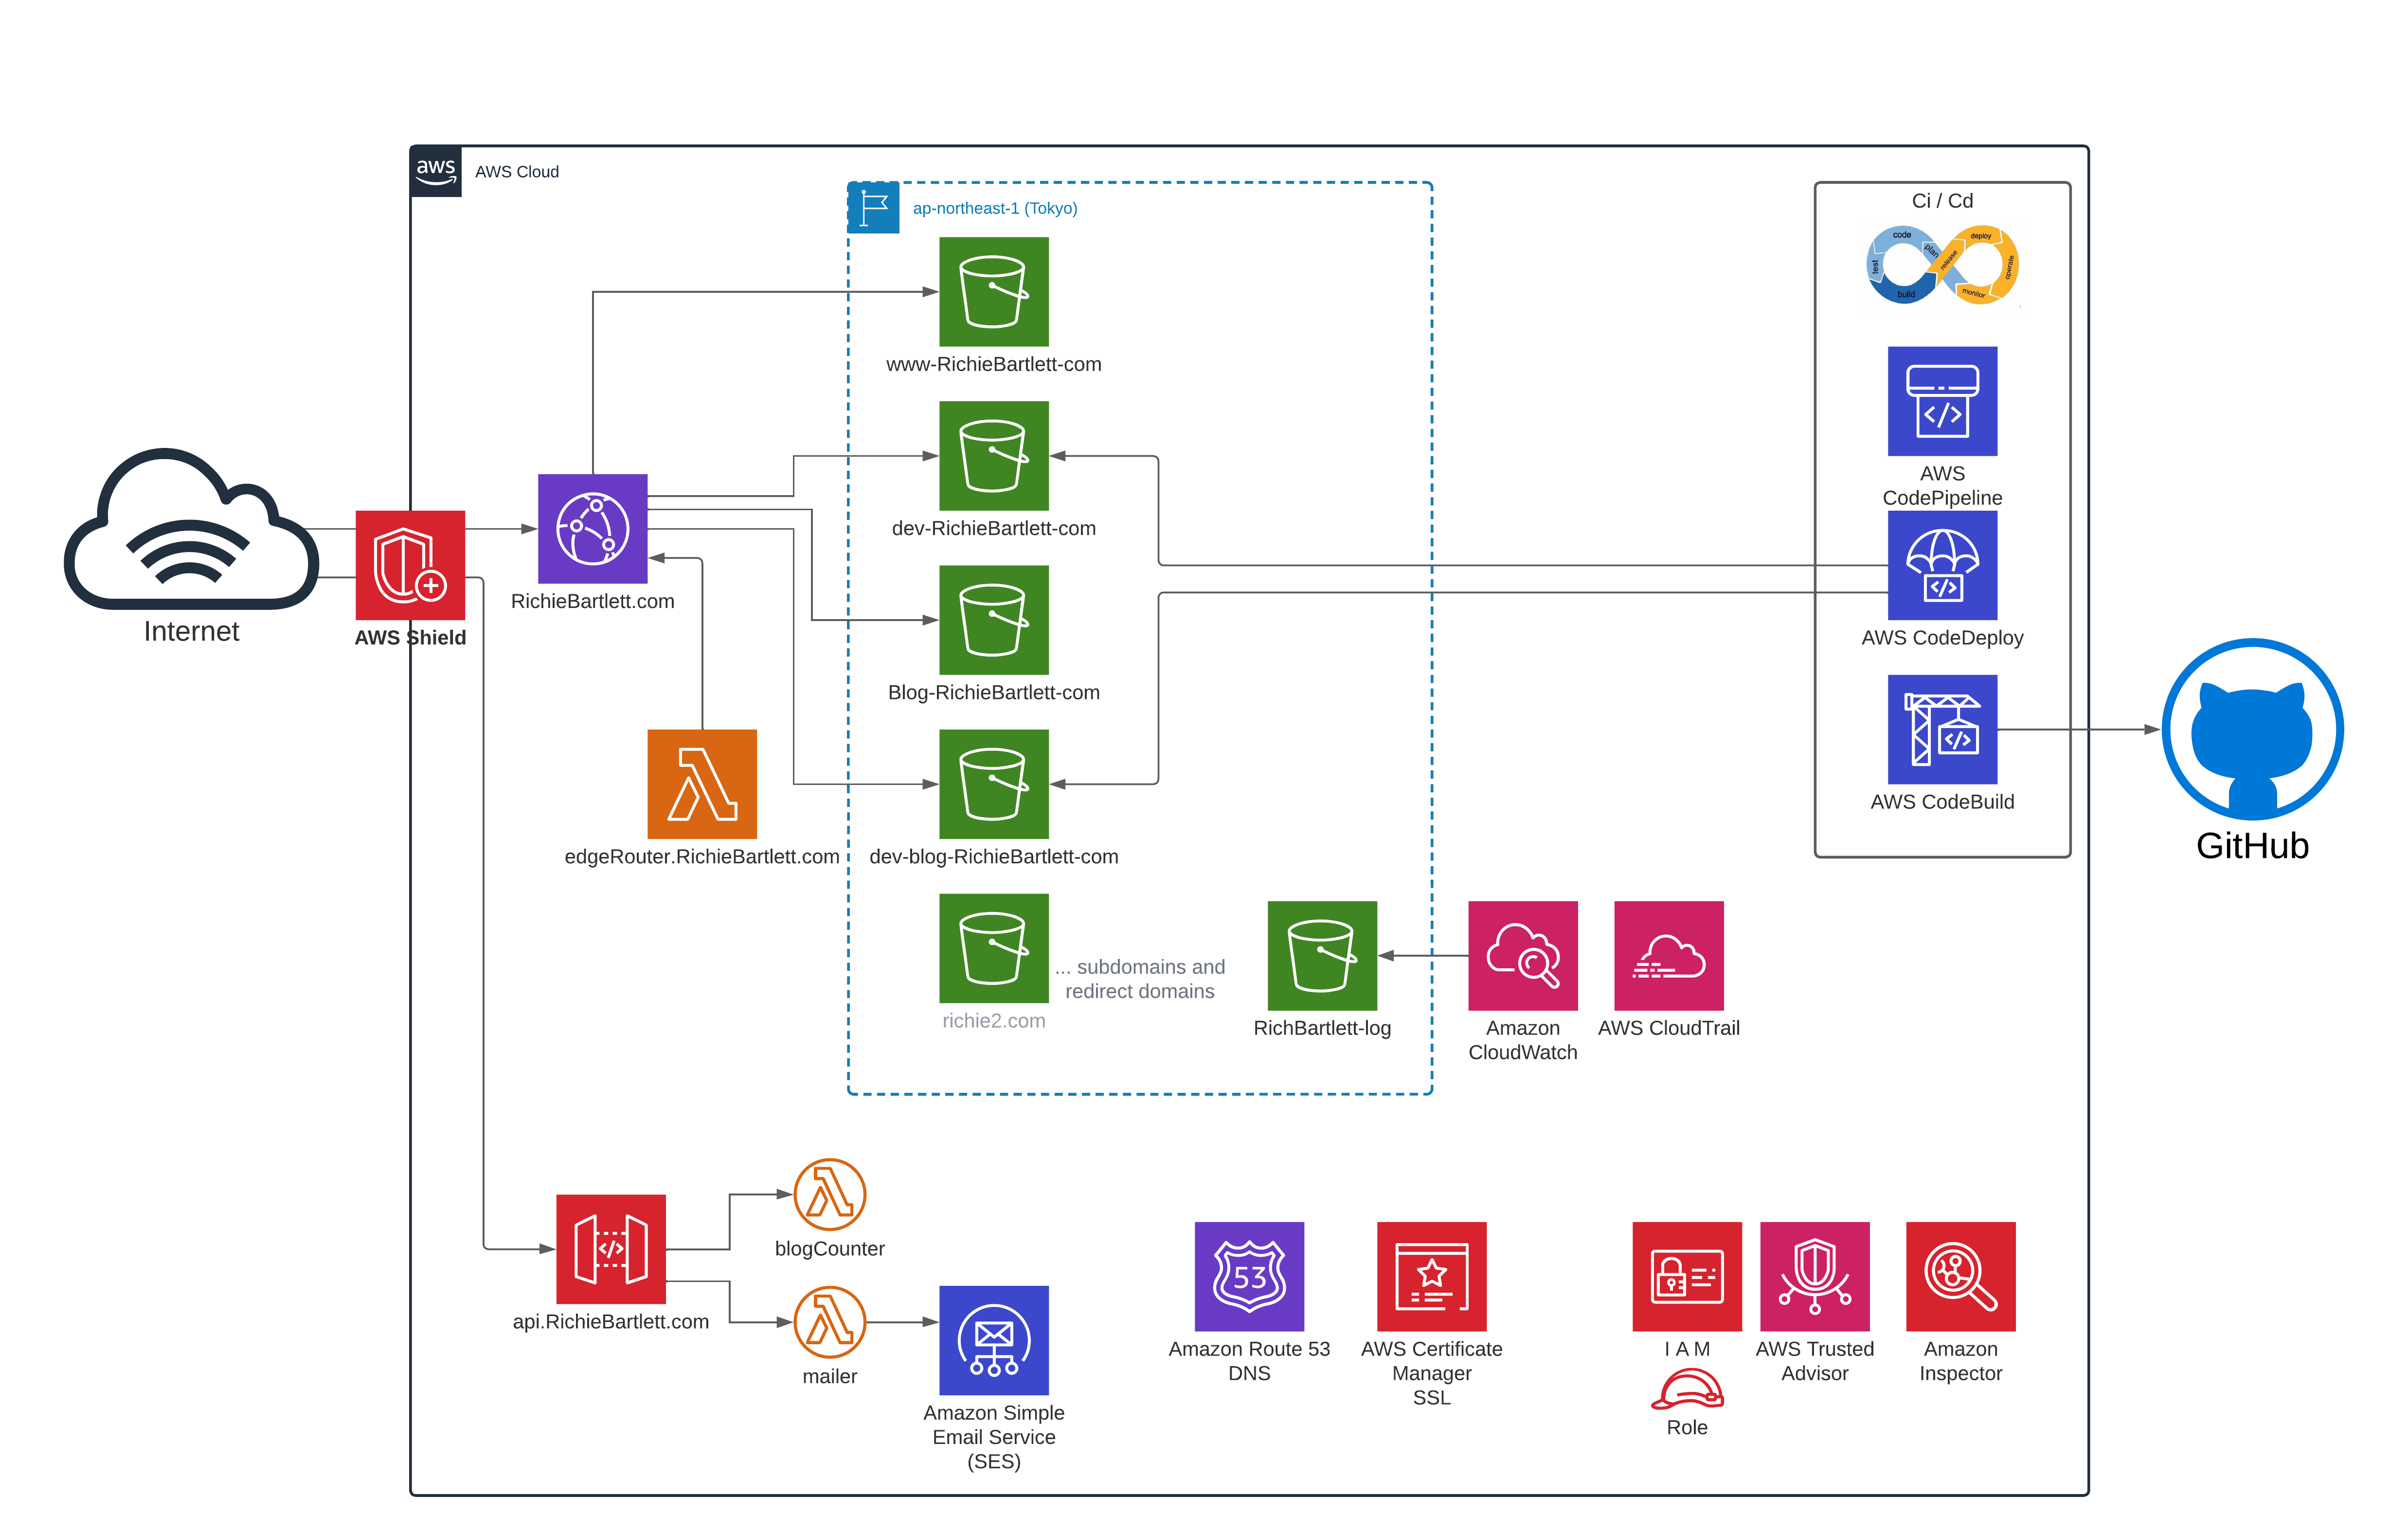 aws
AWS Cloud
ap-northeast-1 (Tokyo)
Ci / Cd
code
plan
release
deploy
operate
monitor
build
test
www-RichieBartlett-com
AWS
CodePipeline
dev-RichieBartlett-com
Internet
AWS Shield
RichieBartlett.com
AWS CodeDeploy
Blog-RichieBartlett-com
AWS CodeBuild
GitHub
edgeRouter.RichieBartlett.com
dev-blog-RichieBartlett-com
... subdomains and
redirect domains
richie2.com
RichBartlett-log
Amazon
CloudWatch
AWS CloudTrail
blogCounter
api.RichieBartlett.com
mailer
Amazon Simple
Email Service
(SES)
53
Amazon Route 53
DNS
AWS Certificate
Manager
SSL
I A M
Role
AWS Trusted
Advisor
Amazon
Inspector